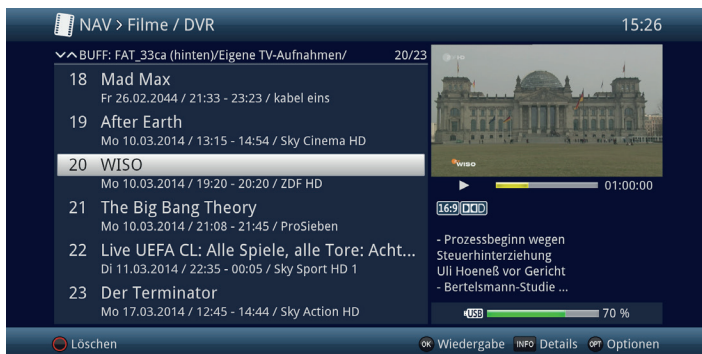 NAV > Filme / DVR
15:26
BUFF: FAT_33ca (hinten)/Eigene TV-Aufnahmen/ 20/23
18 Mad Max
Fr 26.02.2044 / 21:33 - 23:23 / kabel eins
19 After Earth
Mo 10.03.2014 / 13:15 - 14:54 / Sky Cinema HD
20 WISO
Mo 10.03.2014 / 19:20 - 20:20 / ZDF HD
21 The Big Bang Theory
Mo 10.03.2014 / 21:08 - 21:45 / ProSieben
22 Live UEFA CL: Alle Spiele, alle Tore: Acht...
Di 11.03.2014 / 22:35 - 00:05 / Sky Sport HD 1
23 Der Terminator
Mo 17.03.2014 / 12:45 - 14:44 / Sky Action HD
WISO
01:00:00
16:9
- Prozessbeginn wegen
Steuerhinterziehung
Uli Hoeneß vor Gericht
- Bertelsmann-Studie ...
USB 70 %
Löschen
OK Wiedergabe INFO Details OPT Optionen